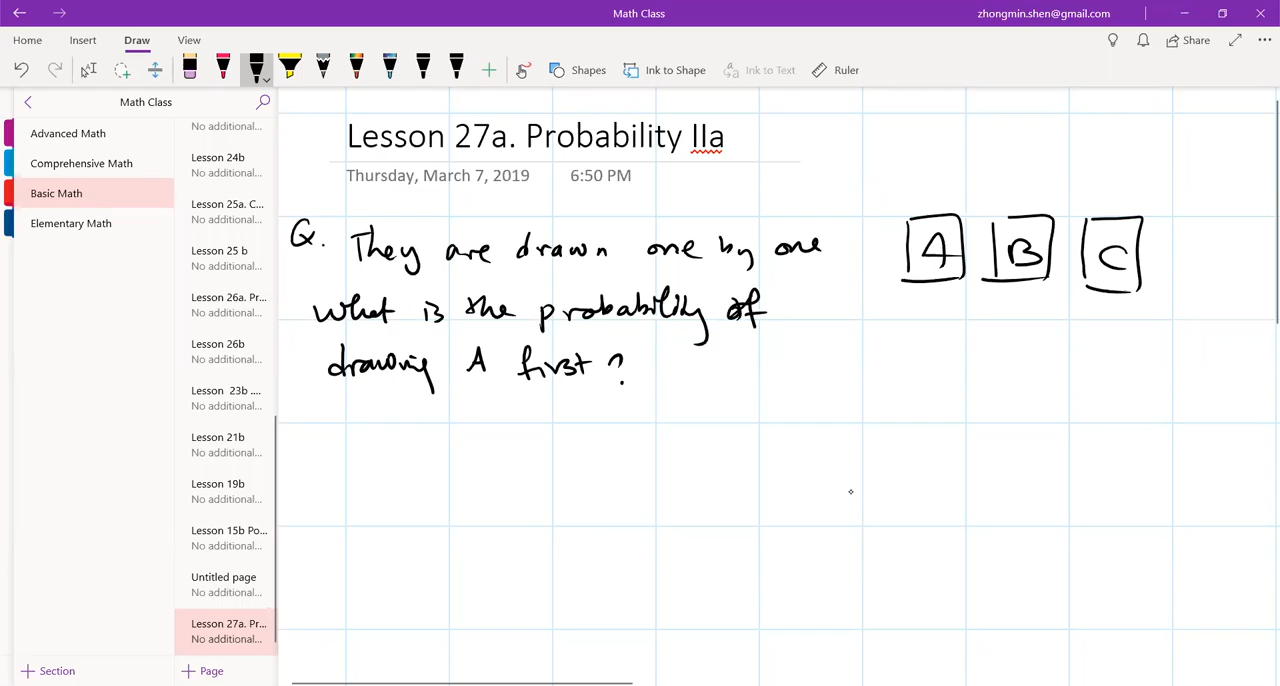 Math Class
zhongmin.shen@gmail.com
Home
Insert
Draw
View
Share
Shapes
Ink to Shape
Ink to Text
Ruler
Math Class
Advanced Math
Comprehensive Math
Basic Math
Elementary Math
No additional...
Lesson 24b
No additional...
Lesson 25a. C...
No additional...
Lesson 25 b
No additional...
Lesson 26a. Pr...
No additional...
Lesson 26b
No additional...
Lesson 23b ....
No additional...
Lesson 21b
No additional...
Lesson 19b
No additional...
Lesson 15b Po...
No additional...
Untitled page
No additional...
Lesson 27a. Pr...
No additional...
Section
Page
Lesson 27a. Probability IIa
Thursday, March 7, 2019 6:50 PM
Q. They are drawn one by one
what is the probability of
drawing A first?
A B C